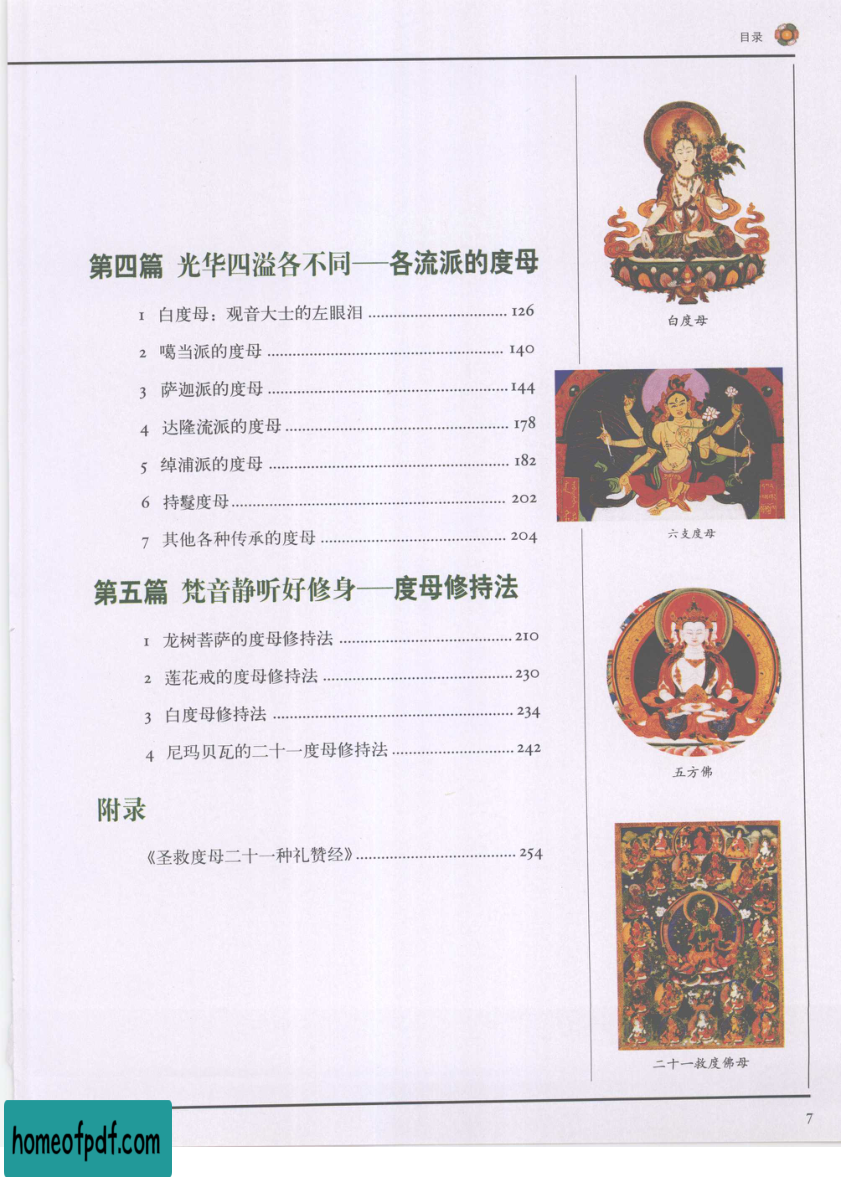 目录
第四篇 光华四溢各不同——各流派的度母
1 白度母：观音大士的左眼泪 ................................ 126
2 噶当派的度母 ................................ 140
3 萨迦派的度母 ................................ 144
4 达隆流派的度母 ................................ 178
5 绰浦派的度母 ................................ 182
6 持鬘度母 ................................ 202
7 其他各种传承的度母 ................................ 204
第五篇 梵音静听好修身——度母修持法
1 龙树菩萨的度母修持法 ................................ 210
2 莲花戒的度母修持法 ................................ 230
3 白度母修持法 ................................ 234
4 尼玛贝瓦的二十一度母修持法 ................................ 242
附录
《圣救度母二十一种礼赞经》 ................................ 254
白度母
六支度母
五方佛
二十一救度佛母
7
homeofpdf.com